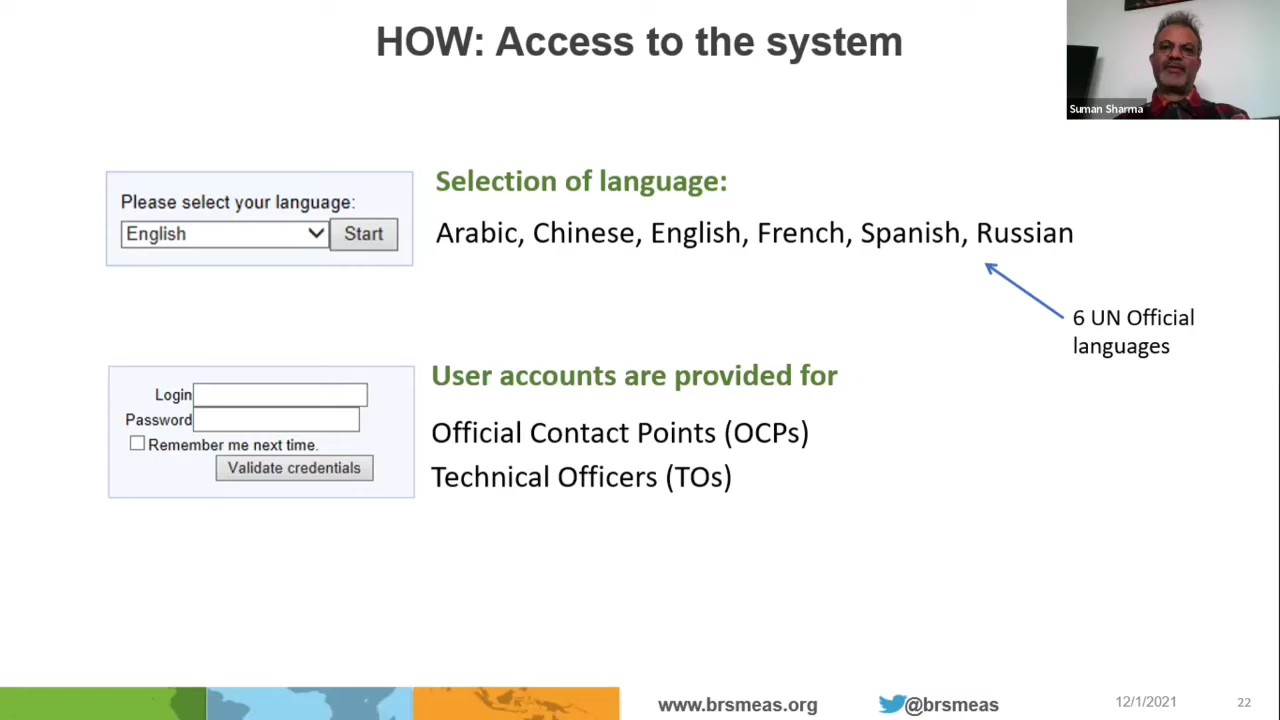 HOW: Access to the system
Suman Sharma
Please select your language:
English
Start
Selection of language:
Arabic, Chinese, English, French, Spanish, Russian
6 UN Official
languages
Login
Password
Remember me next time.
Validate credentials
User accounts are provided for
Official Contact Points (OCPs)
Technical Officers (TOs)
www.brsmeas.org
@brsmeas
12/1/2021
22